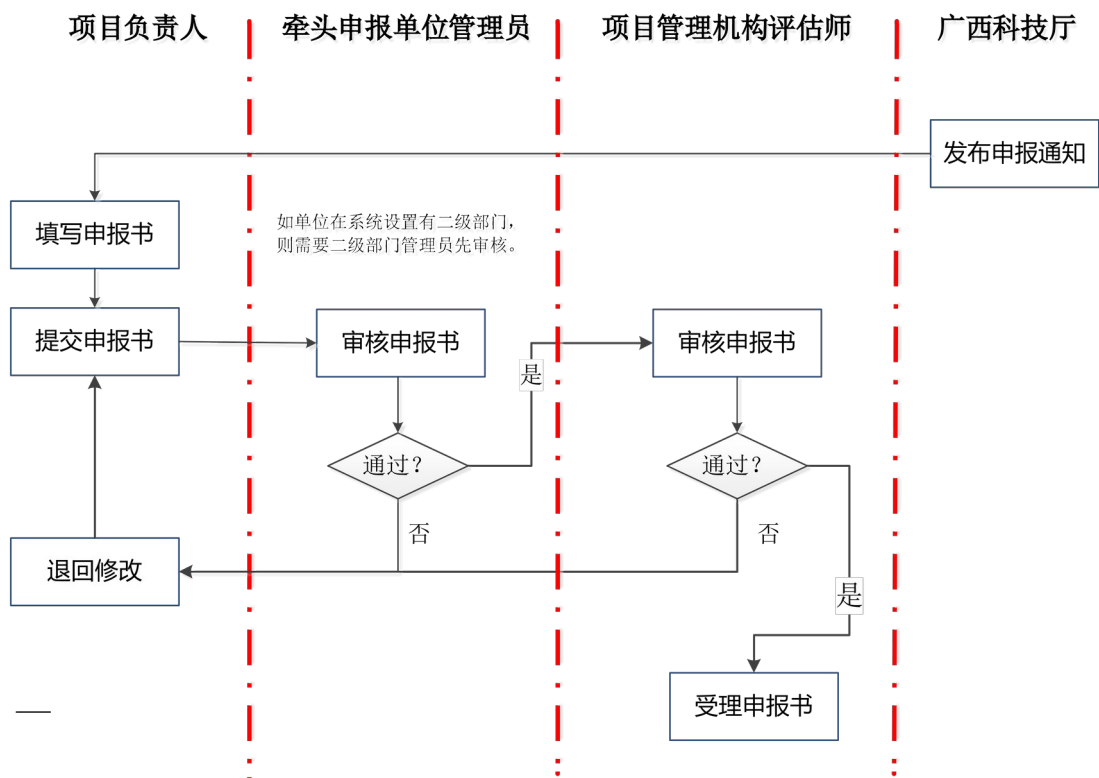 项目负责人
牵头申报单位管理员
项目管理机构评估师
广西科技厅
发布申报通知
填写申报书
如单位在系统设置有二级部门，
则需要二级部门管理员先审核。
提交申报书
审核申报书
是
审核申报书
通过？
通过？
否
否
退回修改
是
受理申报书